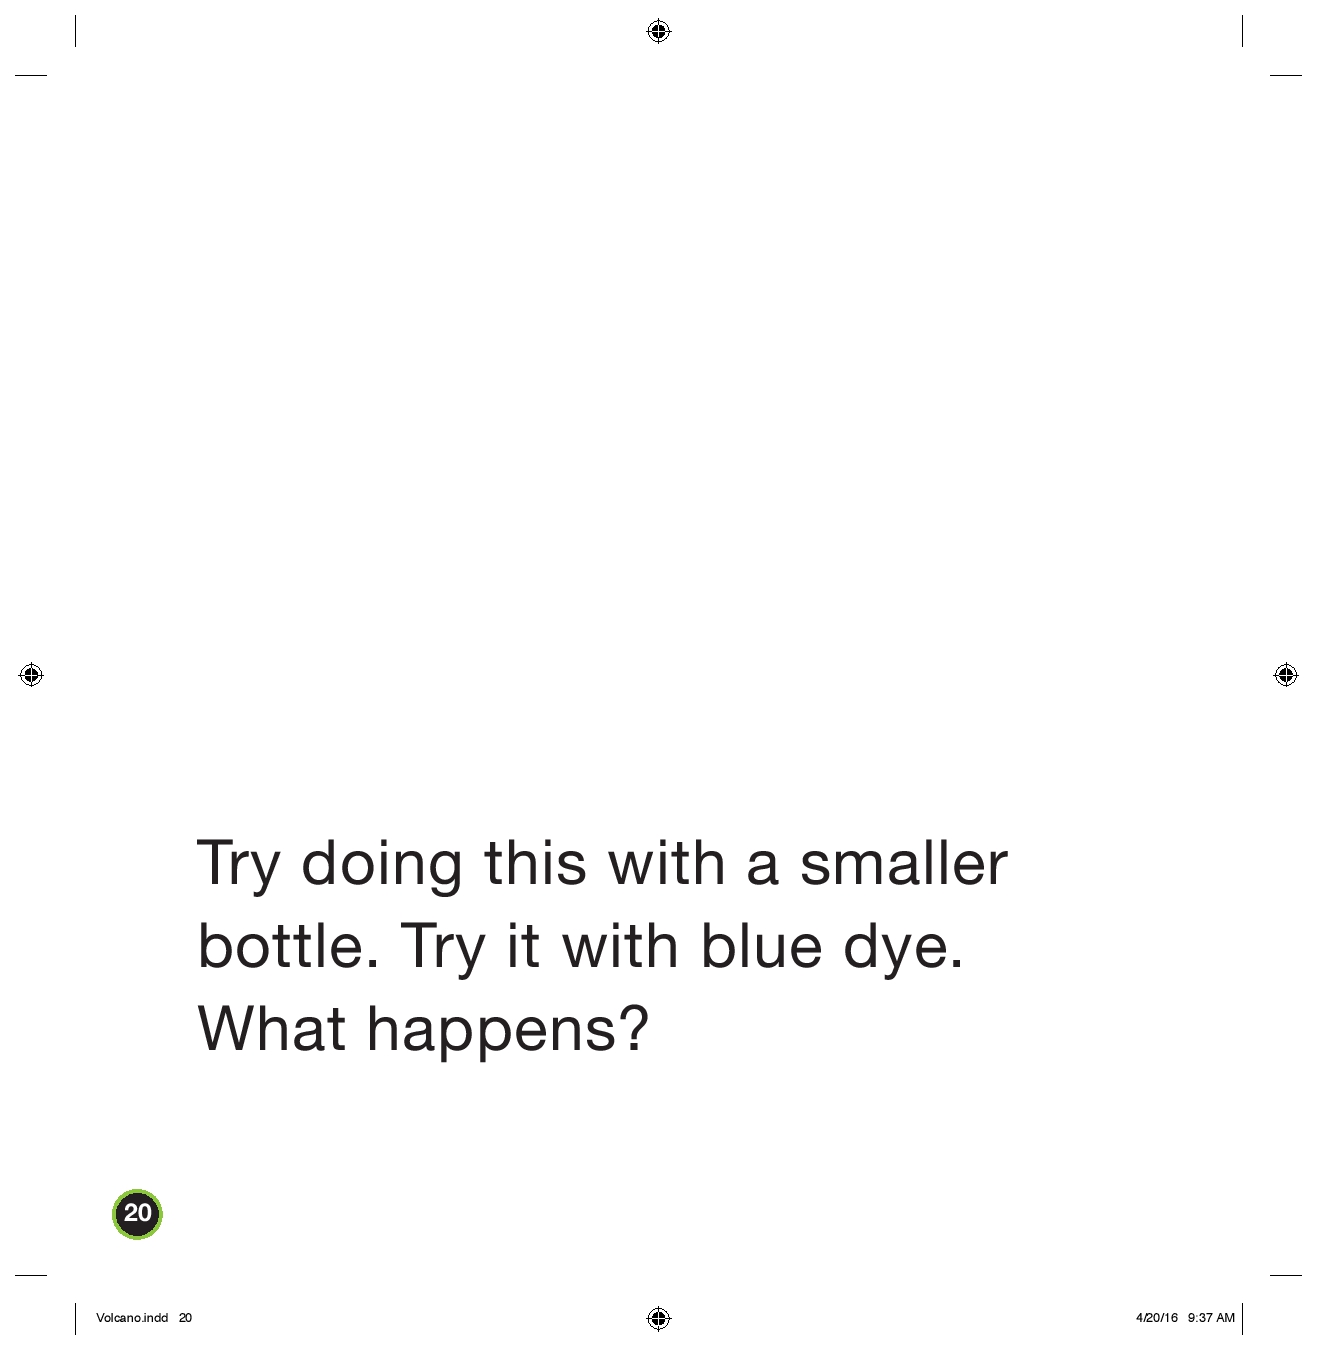 Try doing this with a smaller
bottle. Try it with blue dye.
What happens?
20
Volcano.indd 20
4/20/16 9:37 AM